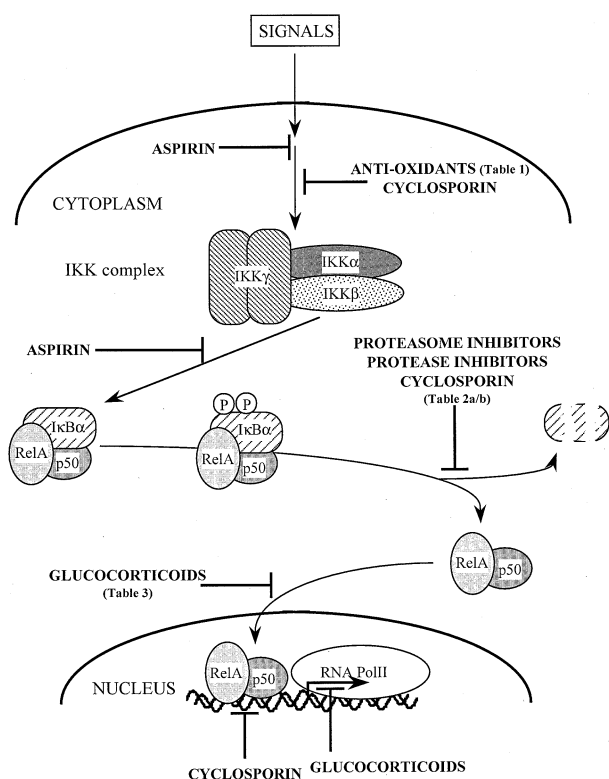 SIGNALS
ASPIRIN
ANTI-OXIDANTS (Table 1)
CYCLOSPORIN
CYTOPLASM
IKK complex
IKKγ
IKKα
IKKβ
ASPIRIN
PROTEASOME INHIBITORS
PROTEASE INHIBITORS
CYCLOSPORIN
(Table 2a/b)
IκBα
RelA
p50
P P
IκBα
RelA
p50
RelA
p50
GLUCOCORTICOIDS
(Table 3)
NUCLEUS
RelA
p50
RNA PolII
CYCLOSPORIN
GLUCOCORTICOIDS